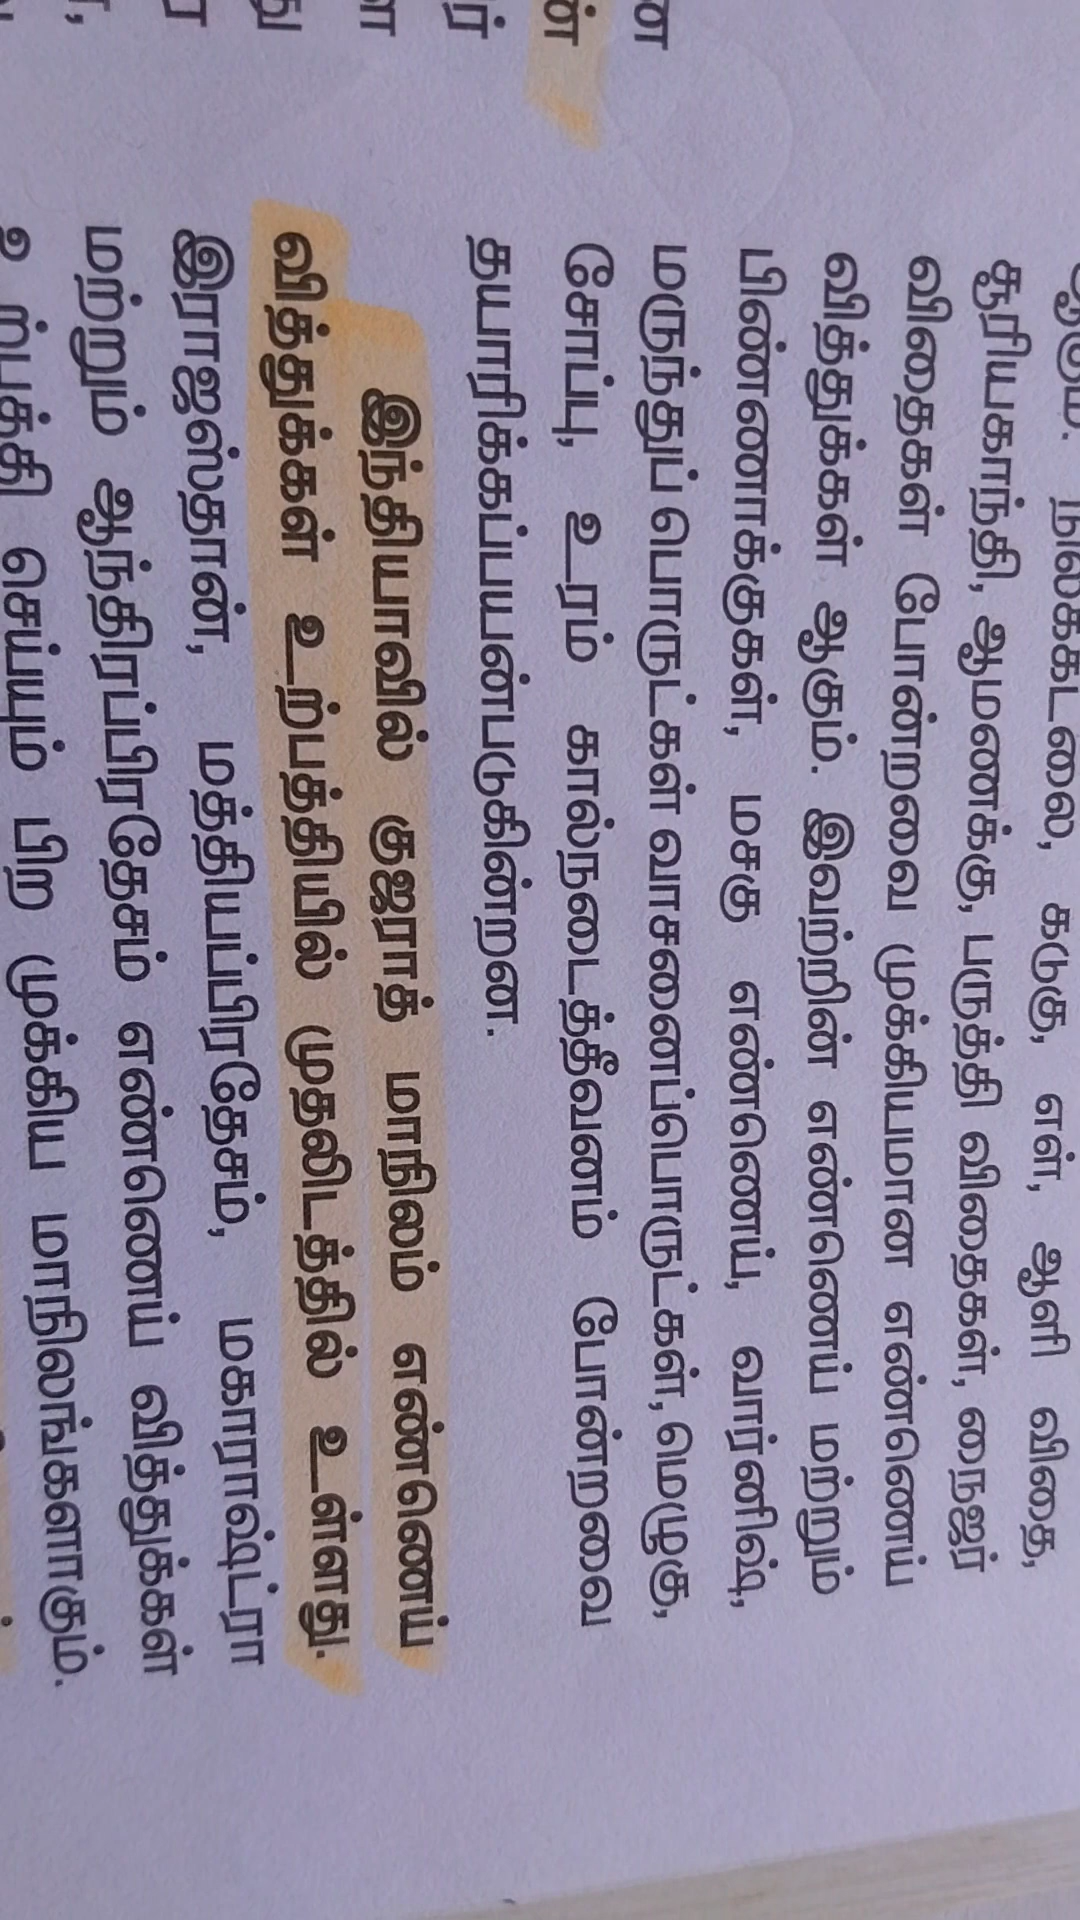 நிலக்கடலை, கடுகு, எள், ஆளி விதை,
சூரியகாந்தி, ஆமணக்கு, பருத்தி விதைகள், நைஜர்
விதைகள் போன்றவை முக்கியமான எண்ணெய்
வித்துக்கள் ஆகும். இவற்றின் எண்ணெய் மற்றும்
பிண்ணாக்குகள், மசகு எண்ணெய், வார்னிஷ்,
மருந்துப் பொருட்கள் வாசனைப்பொருட்கள், மெழுகு,
சோப்பு, உரம் கால்நடைத்தீவனம் போன்றவை
தயாரிக்கப்பயன்படுகின்றன.
இந்தியாவில் குஜராத் மாநிலம் எண்ணெய்
வித்துக்கள் உற்பத்தியில் முதலிடத்தில் உள்ளது.
இராஜஸ்தான், மத்தியப்பிரதேசம், மகாராஷ்ட்ரா
மற்றும் ஆந்திரப்பிரதேசம் எண்ணெய் வித்துக்கள்
உற்பத்தி செய்யும் பிற முக்கிய மாநிலங்களாகும்.